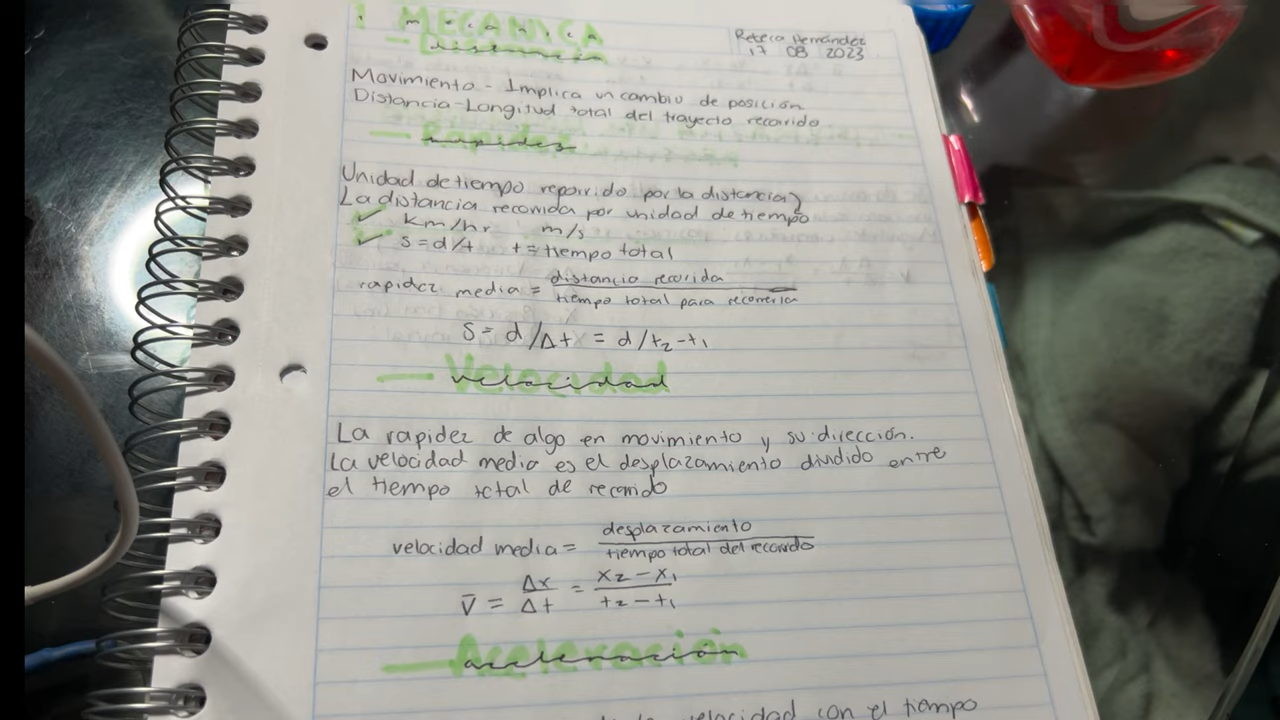 1 MECANICA
Rebeca Hernández
17 08 2023
- Distancia
Movimiento - Implica un cambio de posición
Distancia - Longitud total del trayecto recorrido
- Rapidez
Unidad de tiempo reporrido por la distancia?
La distancia recorrida por unidad de tiempo
✓ km/hr m/s
✓ s = d/t t = tiempo total
rapidez media = distancia recorrida / tiempo total para recorrerla
S = d/Δt = d/t₂-t₁
- Velocidad
La rapidez de algo en movimiento y su dirección.
La velocidad media es el desplazamiento dividido entre
el tiempo total de recorrido
velocidad media = desplazamiento / tiempo total del recorrido
v̄ = Δx/Δt = x₂-x₁/t₂-t₁
- Aceleración
velocidad con el tiempo